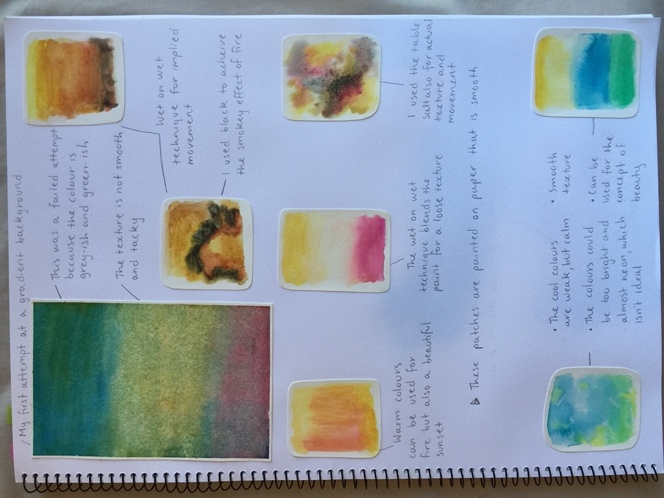 My first attempt at a gradient background
This was a failed attempt
because the colour is
grey-ish and green-ish
The texture is not smooth
and tacky
Wet on wet
technique for implied
movement
I used black to acheive
the smokey effect of fire
Warm colours
can be used for
fire but also a beautiful
sunset
The wet on wet
technique blends the
paint for a loose texture
I used the table
salt also for actual
texture and
movement
These patches are painted on paper that is smooth
• The cool colours
are weak, but calm
• The colours could
be too bright and
almost neon which
isn't ideal
• Smooth
texture
• Can be
used for the
concept of
beauty